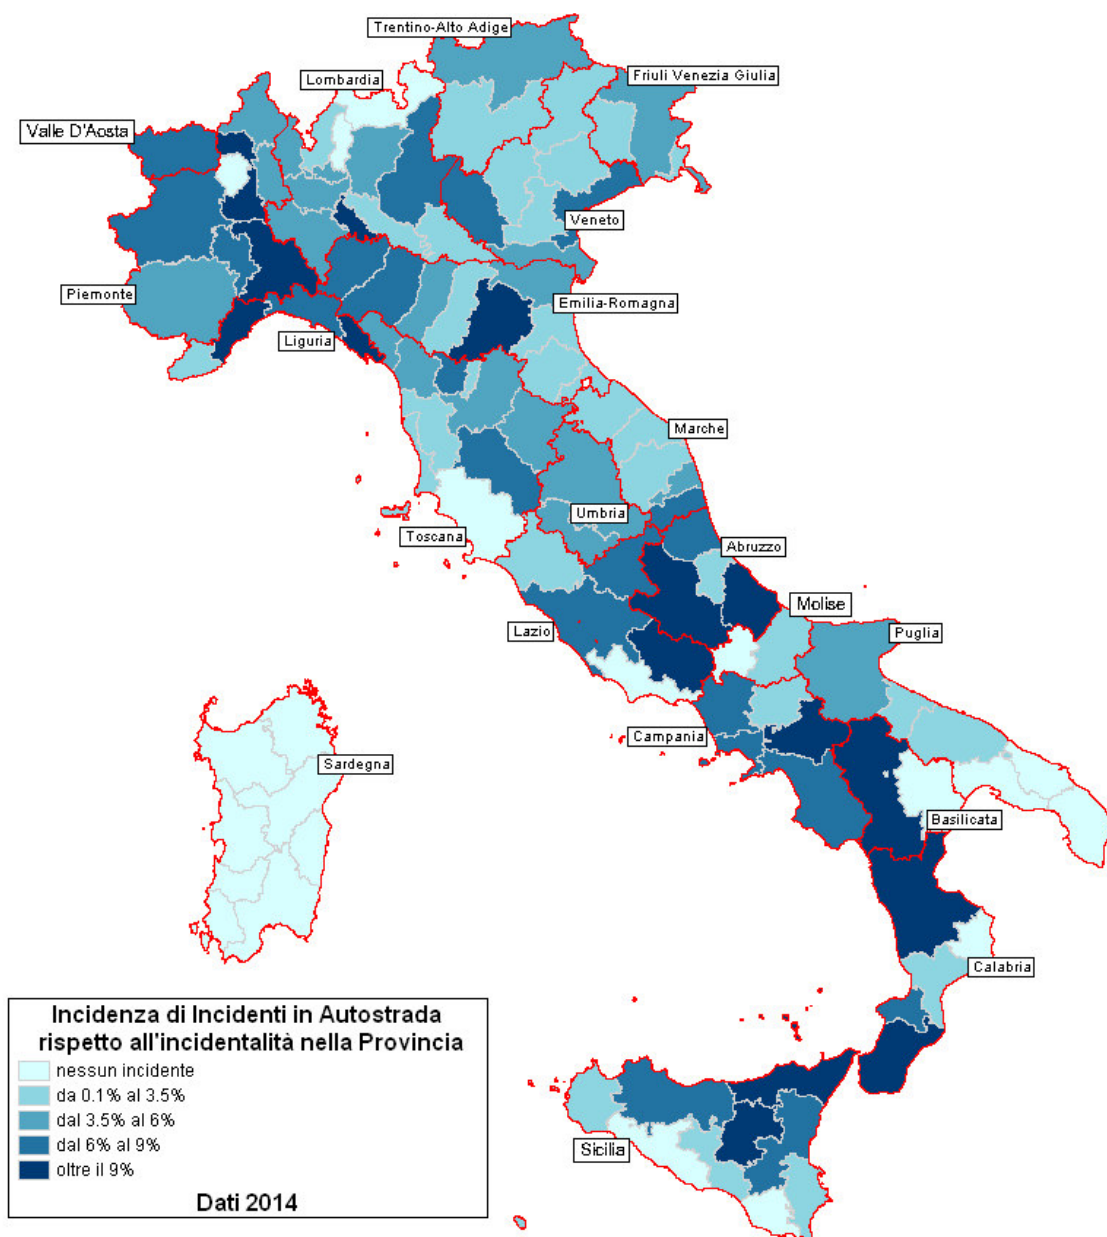 Trentino-Alto Adige
Lombardia
Friuli Venezia Giulia
Valle D'Aosta
Veneto
Piemonte
Emilia-Romagna
Liguria
Marche
Umbria
Toscana
Abruzzo
Molise
Lazio
Puglia
Campania
Sardegna
Basilicata
Calabria
Sicilia
Incidenza di Incidenti in Autostrada
rispetto all'incidentalità nella Provincia
nessun incidente
da 0.1% al 3.5%
dal 3.5% al 6%
dal 6% al 9%
oltre il 9%
Dati 2014